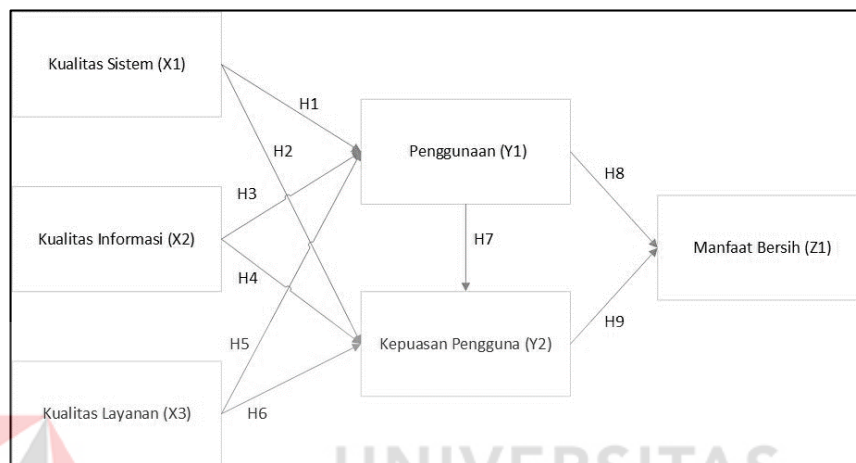 Kualitas Sistem (X1)
H1
H2
Penggunaan (Y1)
H3
H8
Kualitas Informasi (X2)
H7
Manfaat Bersih (Z1)
H4
H5
Kepuasan Pengguna (Y2)
H9
Kualitas Layanan (X3)
H6
UNIVERSITAS